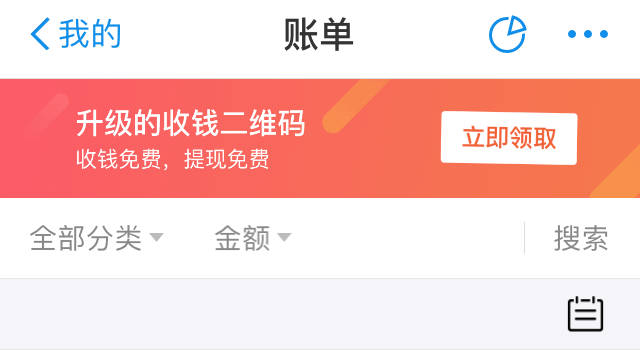 我的 账单
升级的收钱二维码
收钱免费，提现免费
立即领取
全部分类 金额 搜索